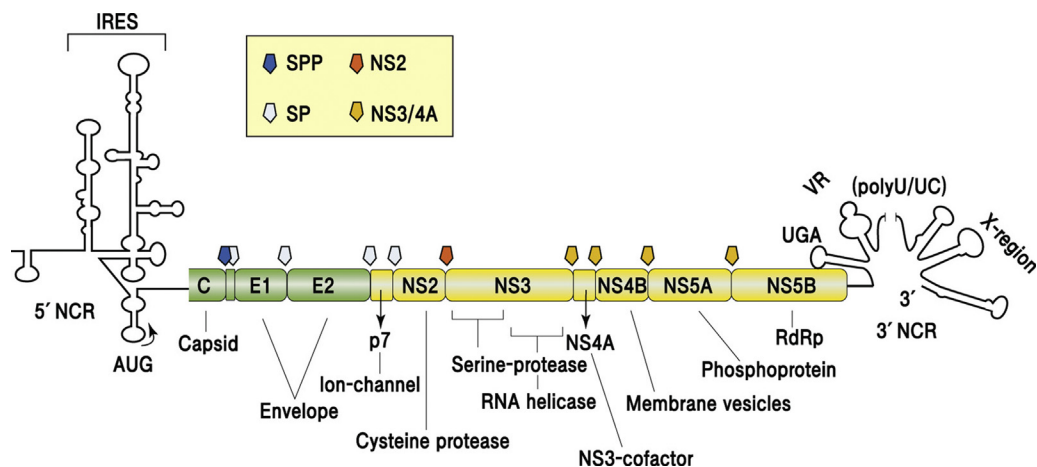 IRES
SPP
NS2
SP
NS3/4A
VR
(polyU/UC)
X-region
UGA
5´ NCR
AUG
C
E1
E2
NS2
NS3
NS4B
NS5A
NS5B
3´
3´ NCR
Capsid
p7
NS4A
RdRp
Serine-protease
Phosphoprotein
Ion-channel
RNA helicase
Membrane vesicles
Envelope
Cysteine protease
NS3-cofactor